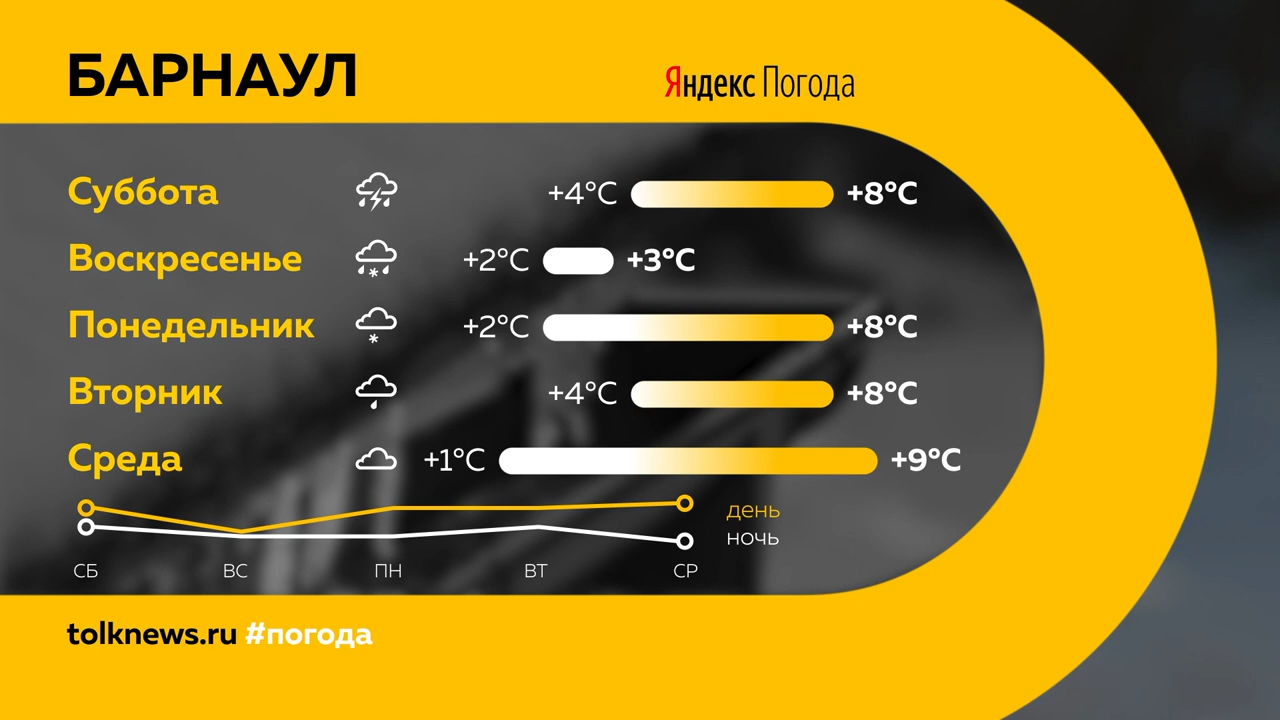 БАРНАУЛ
Яндекс Погода
Суббота +4°C +8°C
Воскресенье +2°C +3°C
Понедельник +2°C +8°C
Вторник +4°C +8°C
Среда +1°C +9°C
день
ночь
СБ ВС ПН ВТ СР
tolknews.ru #погода